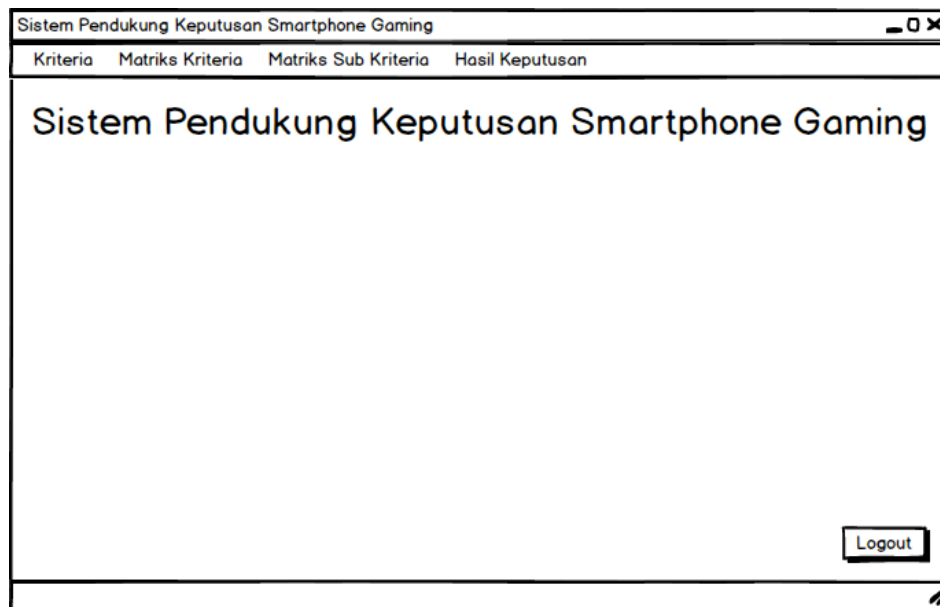 Sistem Pendukung Keputusan Smartphone Gaming
Kriteria Matriks Kriteria Matriks Sub Kriteria Hasil Keputusan
Sistem Pendukung Keputusan Smartphone Gaming
Logout